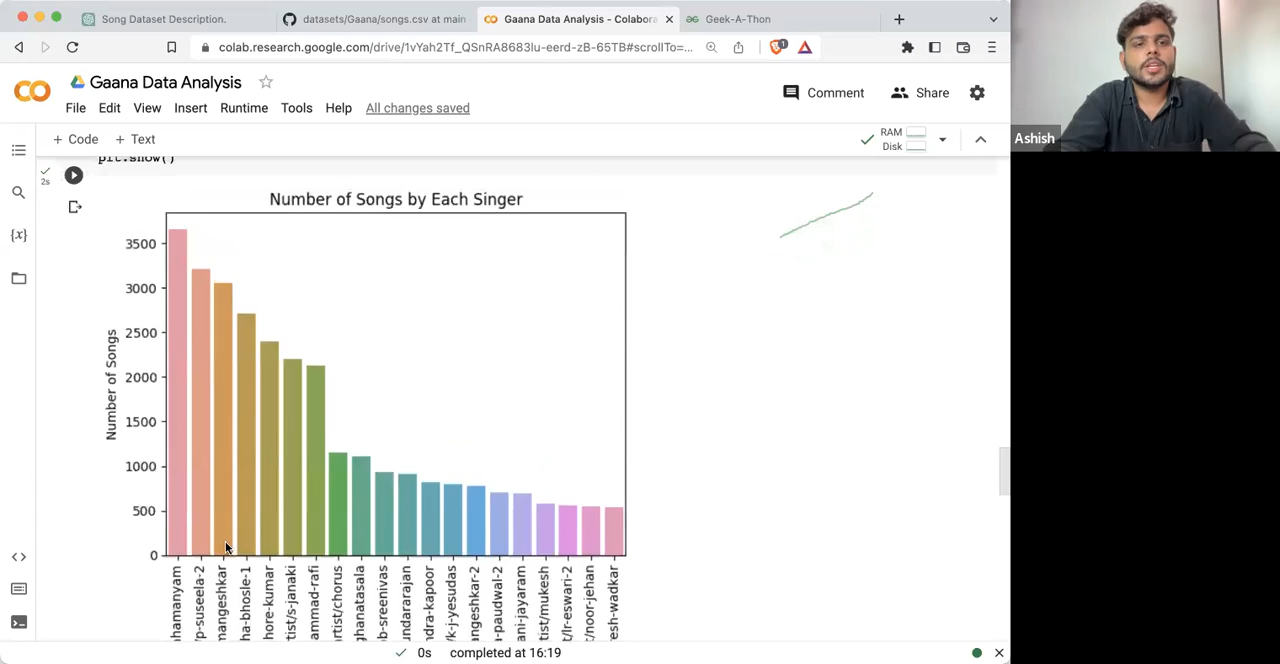 Song Dataset Description.
datasets/Gaana/songs.csv at main
Gaana Data Analysis - Colabora
Geek-A-Thon
colab.research.google.com/drive/1vYah2Tf_QSnRA8683lu-eerd-zB-65TB#scrollTo=...
1
Gaana Data Analysis
File Edit View Insert Runtime Tools Help All changes saved
Comment
Share
Ashish
+ Code + Text
RAM
Disk
plt.show()
2s
{x}
Number of Songs by Each Singer
Number of Songs
3500
3000
2500
2000
1500
1000
500
0
hamanyam
/p-suseela-2
mangeshkar
ha-bhosle-1
hore-kumar
tist/s-janaki
ammad-rafi
artist/chorus
ghanatasala
b-sreenivas
undararajan
ndra-kapoor
/k-j-yesudas
angeshkar-2
a-paudwal-2
ani-jayaram
tist/mukesh
t/lr-eswari-2
t/noor-jehan
esh-wadkar
0s completed at 16:19